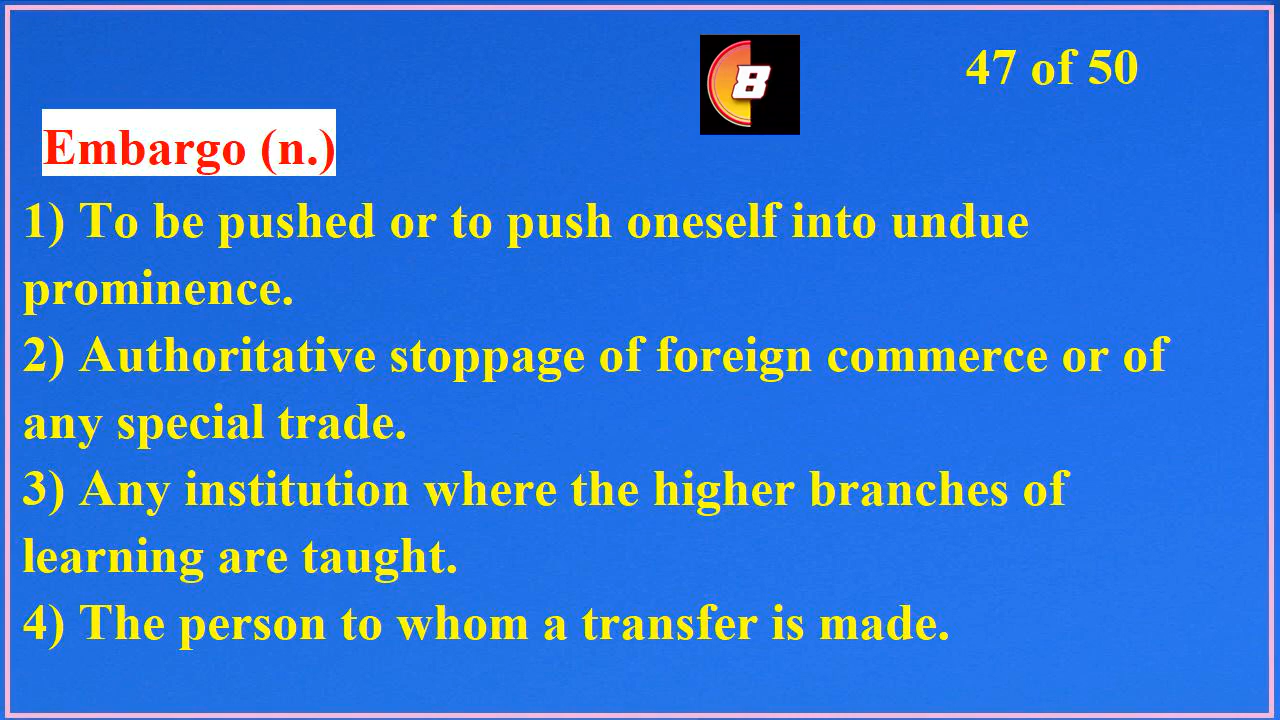 8
47 of 50
Embargo (n.)
1) To be pushed or to push oneself into undue
prominence.
2) Authoritative stoppage of foreign commerce or of
any special trade.
3) Any institution where the higher branches of
learning are taught.
4) The person to whom a transfer is made.